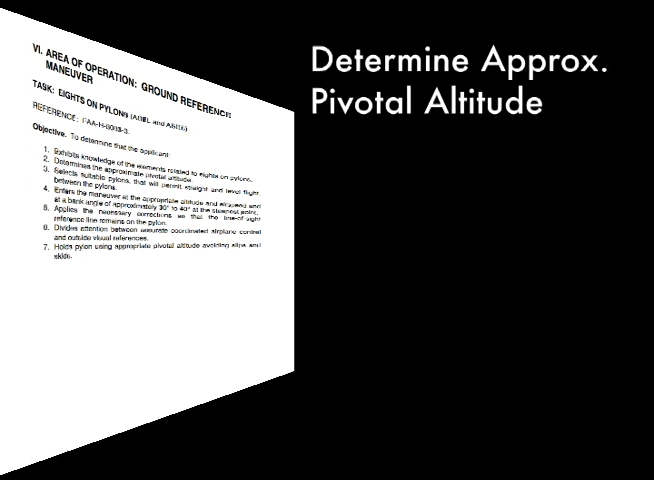 VI. AREA OF OPERATION: GROUND REFERENCE
MANEUVER
TASK: EIGHTS ON PYLONS (ASEL and ASES)
REFERENCE: FAA-H-8083-3.
Objective. To determine that the applicant:
1. Exhibits knowledge of the elements related to eights on pylons.
2. Determines the approximate pivotal altitude.
3. Selects suitable pylons, that will permit straight and level flight,
between the pylons.
4. Enters the maneuver at the appropriate altitude and airspeed and
at a bank angle of approximately 30° to 40° at the steepest point.
5. Applies the necessary corrections so that the line-of-sight
reference line remains on the pylon.
6. Divides attention between accurate coordinated airplane control
and outside visual references.
7. Holds pylon using appropriate pivotal altitude avoiding slips and
skids.
Determine Approx.
Pivotal Altitude